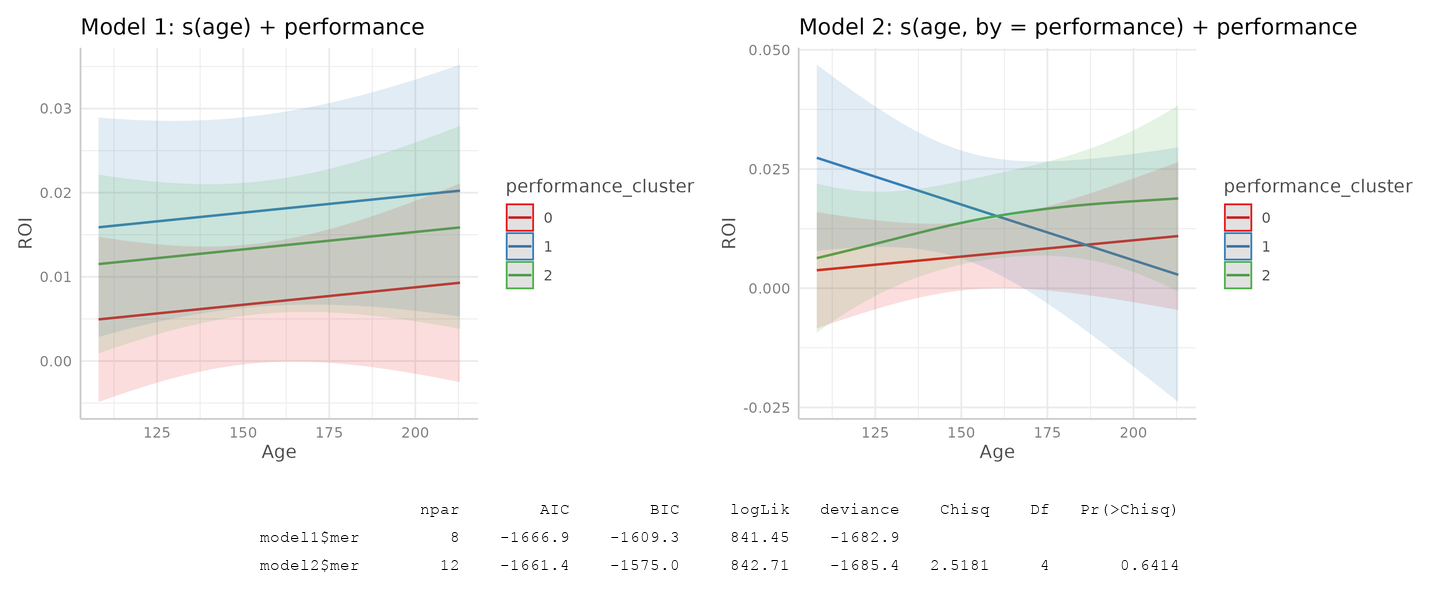 Model 1: s(age) + performance
0.03
0.02
0.01
0.00
ROI
125 150 175 200
Age
performance_cluster
0
1
2
Model 2: s(age, by = performance) + performance
0.050
0.025
0.000
-0.025
ROI
125 150 175 200
Age
performance_cluster
0
1
2
npar AIC BIC logLik deviance Chisq Df Pr(>Chisq)
model1$mer 8 -1666.9 -1609.3 841.45 -1682.9
model2$mer 12 -1661.4 -1575.0 842.71 -1685.4 2.5181 4 0.6414